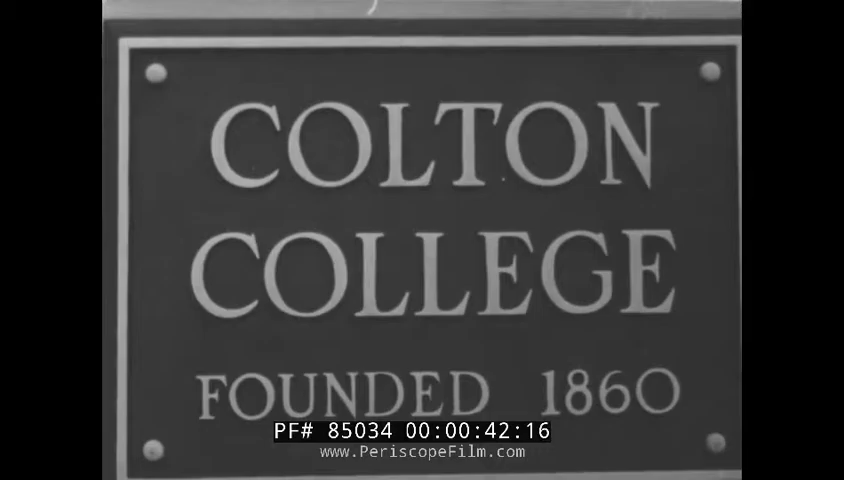 COLTON
COLLEGE
FOUNDED 1860
PF# 85034 00:00:42:16
www.PeriscopeFilm.com